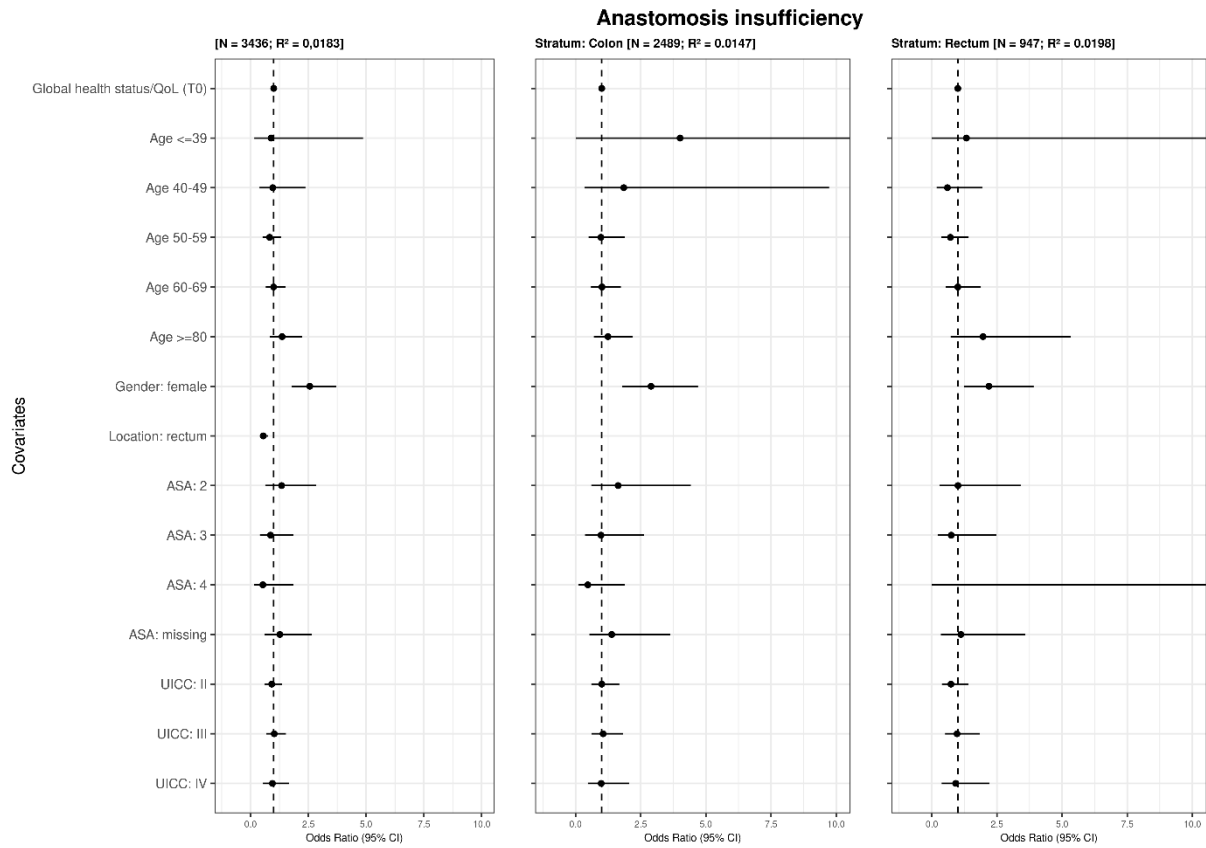 Anastomosis insufficiency
[N = 3436; R² = 0,0183]
Stratum: Colon [N = 2489; R² = 0.0147]
Stratum: Rectum [N = 947; R² = 0.0198]
Covariates
Global health status/QoL (T0)
Age <=39
Age 40-49
Age 50-59
Age 60-69
Age >=80
Gender: female
Location: rectum
ASA: 2
ASA: 3
ASA: 4
ASA: missing
UICC: II
UICC: III
UICC: IV
0.0 2.5 5.0 7.5 10.0
0.0 2.5 5.0 7.5 10.0
0.0 2.5 5.0 7.5 10.0
Odds Ratio (95% CI)
Odds Ratio (95% CI)
Odds Ratio (95% CI)